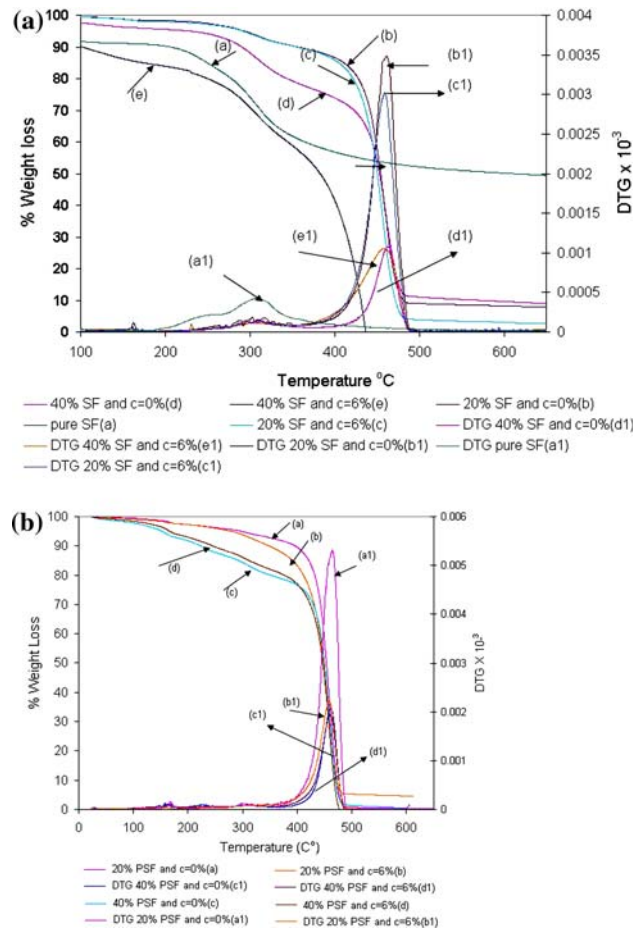 (a)
100
90
80
70
60
50
40
30
20
10
0
% Weight loss
0.004
0.0035
0.003
0.0025
0.002
0.0015
0.001
0.0005
0
DTG x 10⁻³
(a)
(b)
(c)
(d)
(e)
(b1)
(c1)
(a1)
(e1)
(d1)
100 200 300 400 500 600
Temperature °C
40% SF and c=0%(d) 40% SF and c=6%(e) 20% SF and c=0%(b)
pure SF(a) 20% SF and c=6%(c) DTG 40% SF and c=0%(d1)
DTG 40% SF and c=6%(e1) DTG 20% SF and c=0%(b1) DTG pure SF(a1)
DTG 20% SF and c=6%(c1)
(b)
100
90
80
70
60
50
40
30
20
10
0
% Weight Loss
0.006
0.005
0.004
0.003
0.002
0.001
0
DTG X 10⁻³
(a)
(b)
(d)
(c)
(a1)
(b1)
(c1)
(d1)
0 100 200 300 400 500 600
Temperature (C°)
20% PSF and c=0%(a) 20% PSF and c=6%(b)
DTG 40% PSF and c=0%(c1) DTG 40% PSF and c=6%(d1)
40% PSF and c=0%(c) 40% PSF and c=6%(d)
DTG 20% PSF and c=0%(a1) DTG 20% PSF and c=6%(b1)